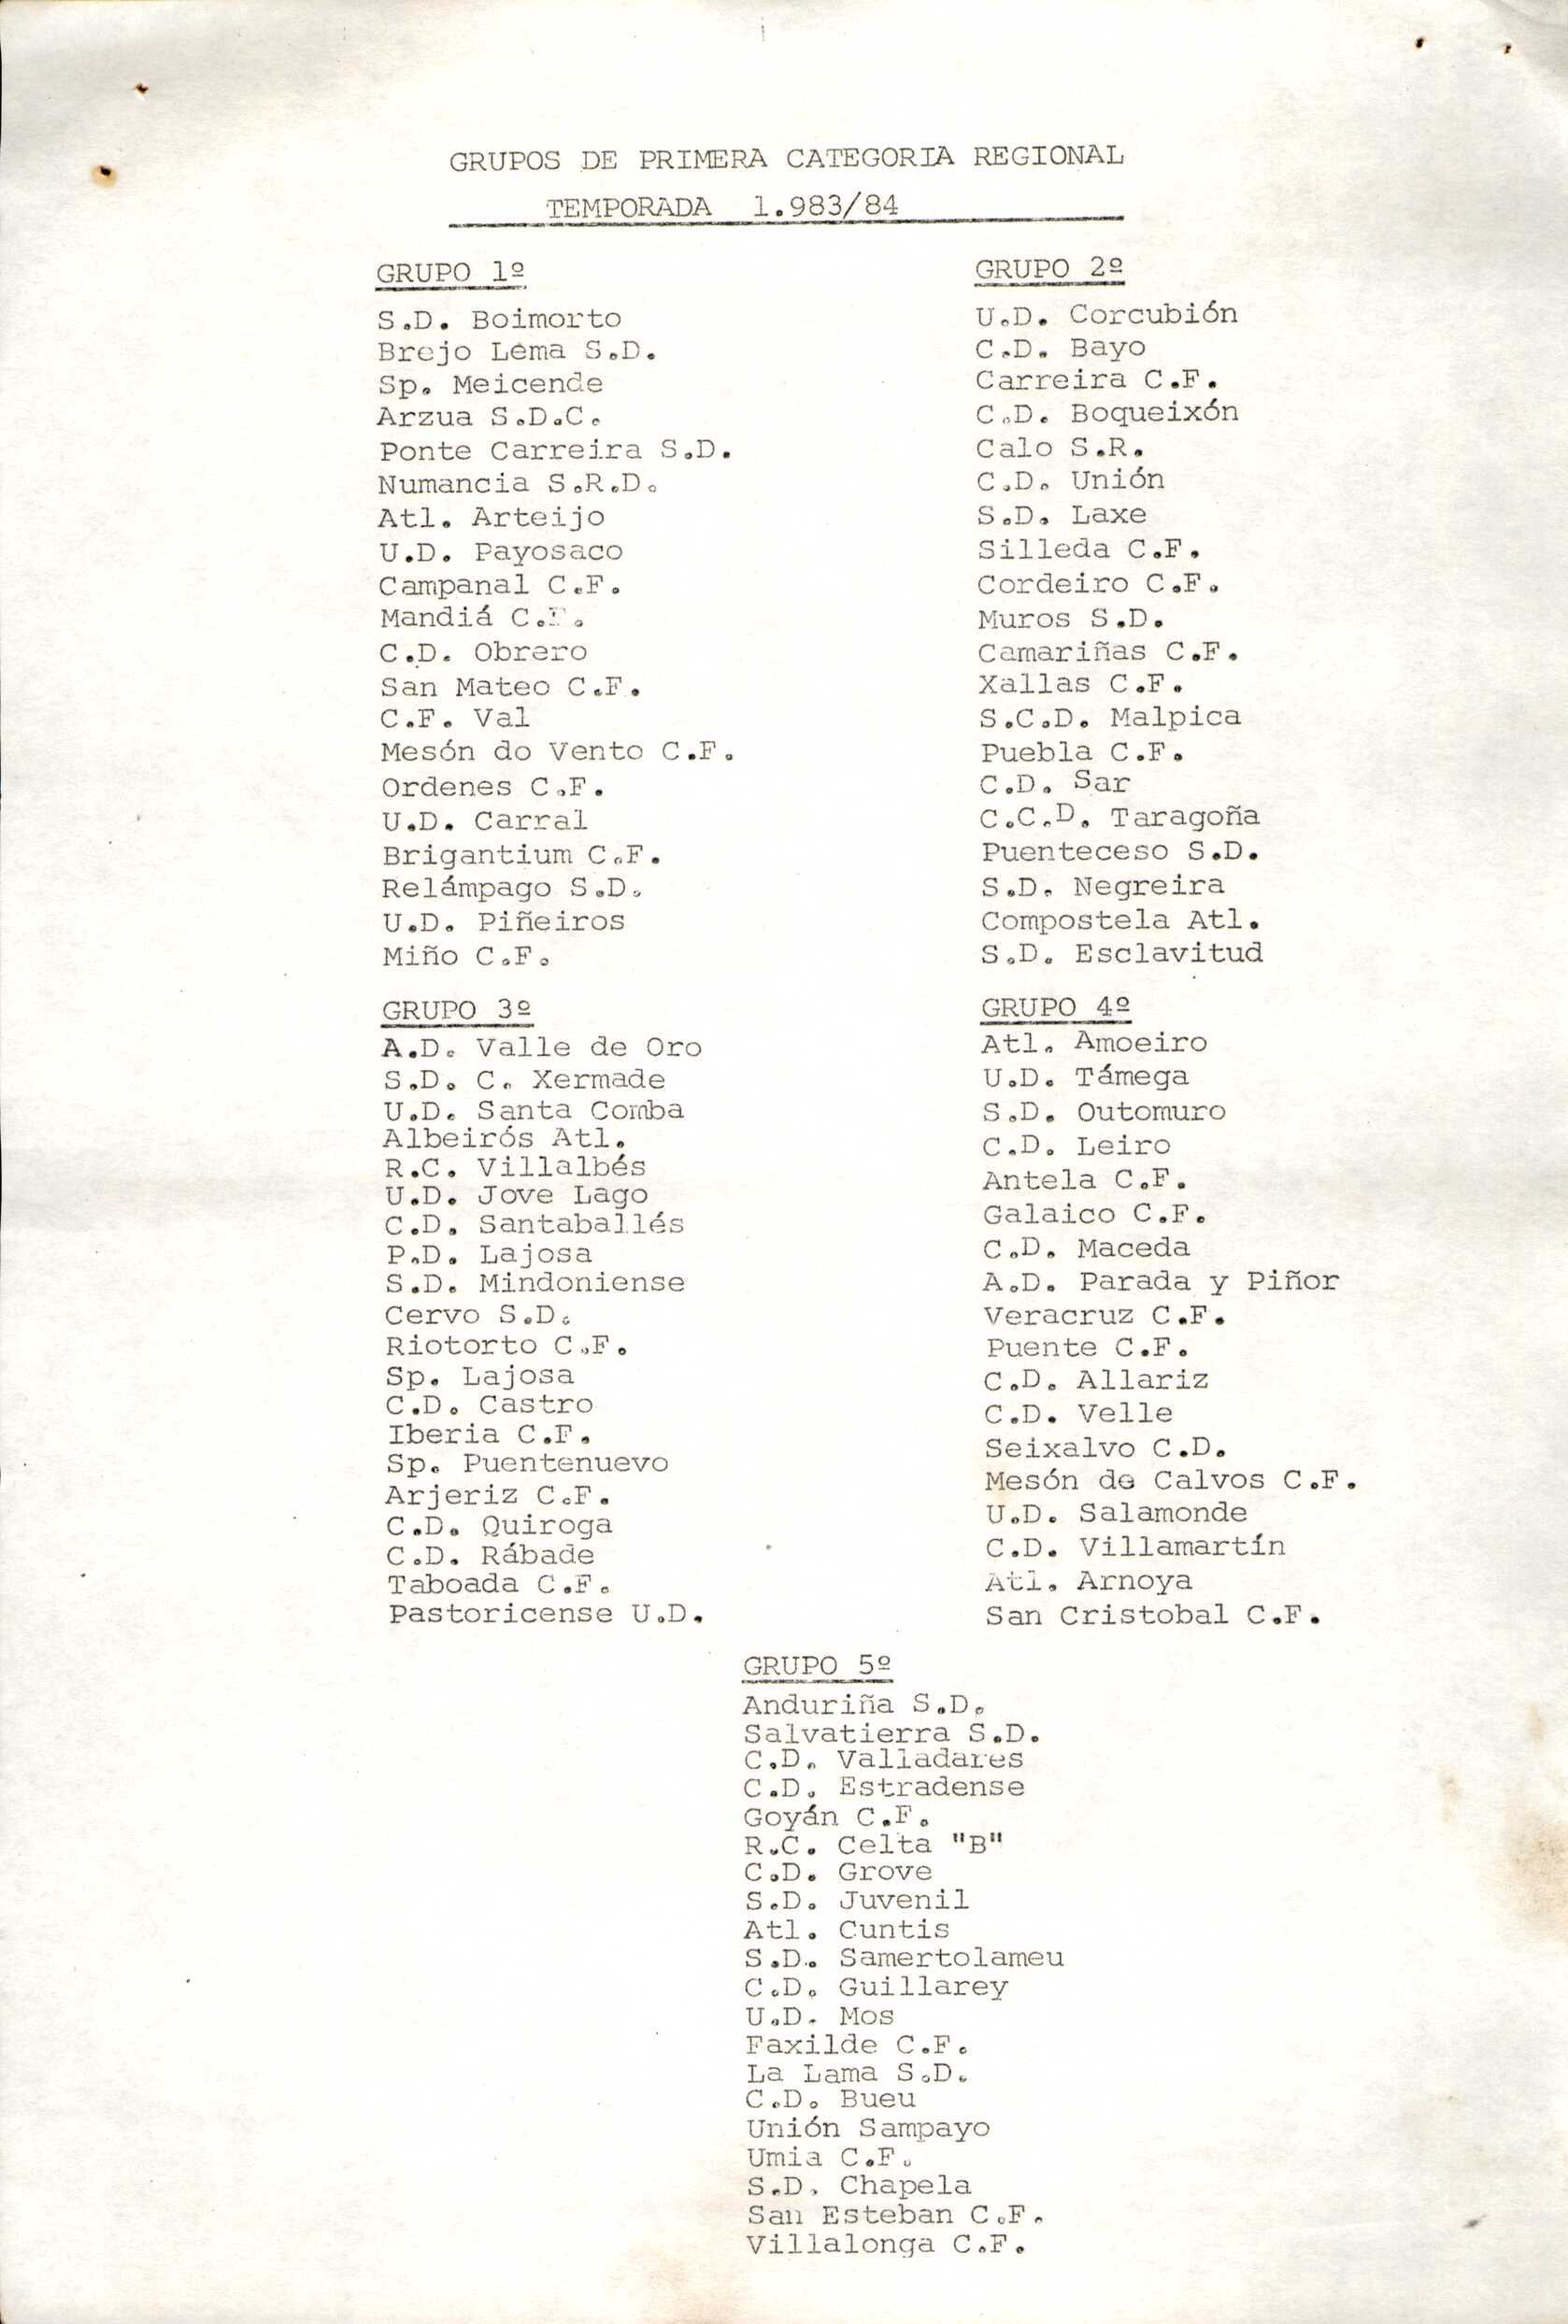 GRUPOS DE PRIMERA CATEGORIA REGIONAL
TEMPORADA 1.983/84
GRUPO 1º
S.D. Boimorto
Brejo Lema S.D.
Sp. Meicende
Arzua S.D.C.
Ponte Carreira S.D.
Numancia S.R.D.
Atl. Arteijo
U.D. Payosaco
Campanal C.F.
Mandiá C.F.
C.D. Obrero
San Mateo C.F.
C.F. Val
Mesón do Vento C.F.
Ordenes C.F.
U.D. Carral
Brigantium C.F.
Relámpago S.D.
U.D. Piñeiros
Miño C.F.
GRUPO 2º
U.D. Corcubión
C.D. Bayo
Carreira C.F.
C.D. Boqueixón
Calo S.R.
C.D. Unión
S.D. Laxe
Silleda C.F.
Cordeiro C.F.
Muros S.D.
Camariñas C.F.
Xallas C.F.
S.C.D. Malpica
Puebla C.F.
C.D. Sar
C.C.D. Taragoña
Puenteceso S.D.
S.D. Negreira
Compostela Atl.
S.D. Esclavitud
GRUPO 3º
A.D. Valle de Oro
S.D. C. Xermade
U.D. Santa Comba
Albeirós Atl.
R.C. Villalbés
U.D. Jove Lago
C.D. Santaballés
P.D. Lajosa
S.D. Mindoniense
Cervo S.D.
Riotorto C.F.
Sp. Lajosa
C.D. Castro
Iberia C.F.
Sp. Puentenuevo
Arjeriz C.F.
C.D. Quiroga
C.D. Rábade
Taboada C.F.
Pastoricense U.D.
GRUPO 4º
Atl. Amoeiro
U.D. Támega
S.D. Outomuro
C.D. Leiro
Antela C.F.
Galaico C.F.
C.D. Maceda
A.D. Parada y Piñor
Veracruz C.F.
Puente C.F.
C.D. Allariz
C.D. Velle
Seixalvo C.D.
Mesón de Calvos C.F.
U.D. Salamonde
C.D. Villamartín
Atl. Arnoya
San Cristobal C.F.
GRUPO 5º
Anduriña S.D.
Salvatierra S.D.
C.D. Valladares
C.D. Estradense
Goyán C.F.
R.C. Celta "B"
C.D. Grove
S.D. Juvenil
Atl. Cuntis
S.D. Samertolameu
C.D. Guillarey
U.D. Mos
Faxilde C.F.
La Lama S.D.
C.D. Bueu
Unión Sampayo
Umia C.F.
S.D. Chapela
San Esteban C.F.
Villalonga C.F.